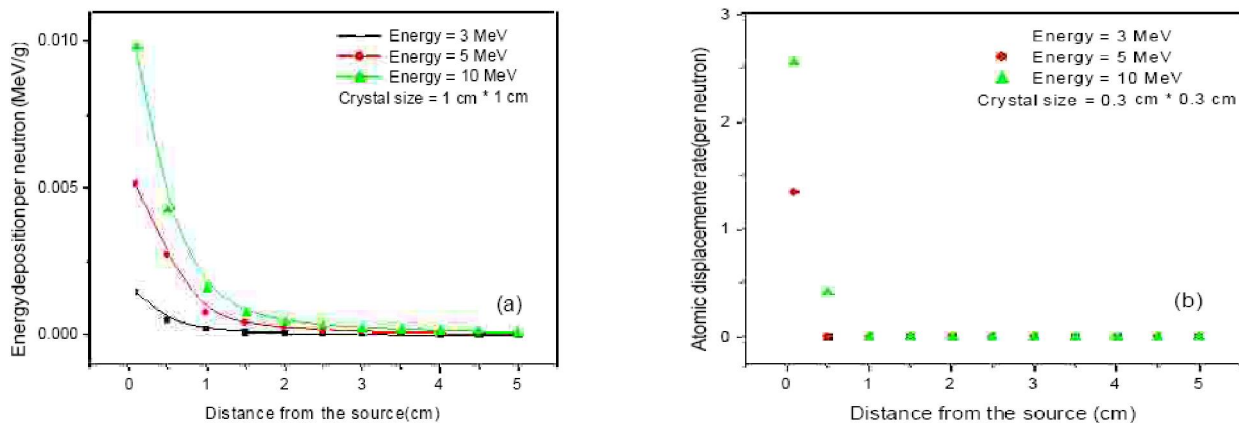 Energy deposition per neutron (MeV/g)
0.010
0.005
0.000
Energy = 3 MeV
Energy = 5 MeV
Energy = 10 MeV
Crystal size = 1 cm * 1 cm
(a)
0 1 2 3 4 5
Distance from the source(cm)
Atomic displacemente rate(per neutron)
3
2
1
0
Energy = 3 MeV
Energy = 5 MeV
Energy = 10 MeV
Crystal size = 0.3 cm * 0.3 cm
(b)
0 1 2 3 4 5
Distance from the source (cm)